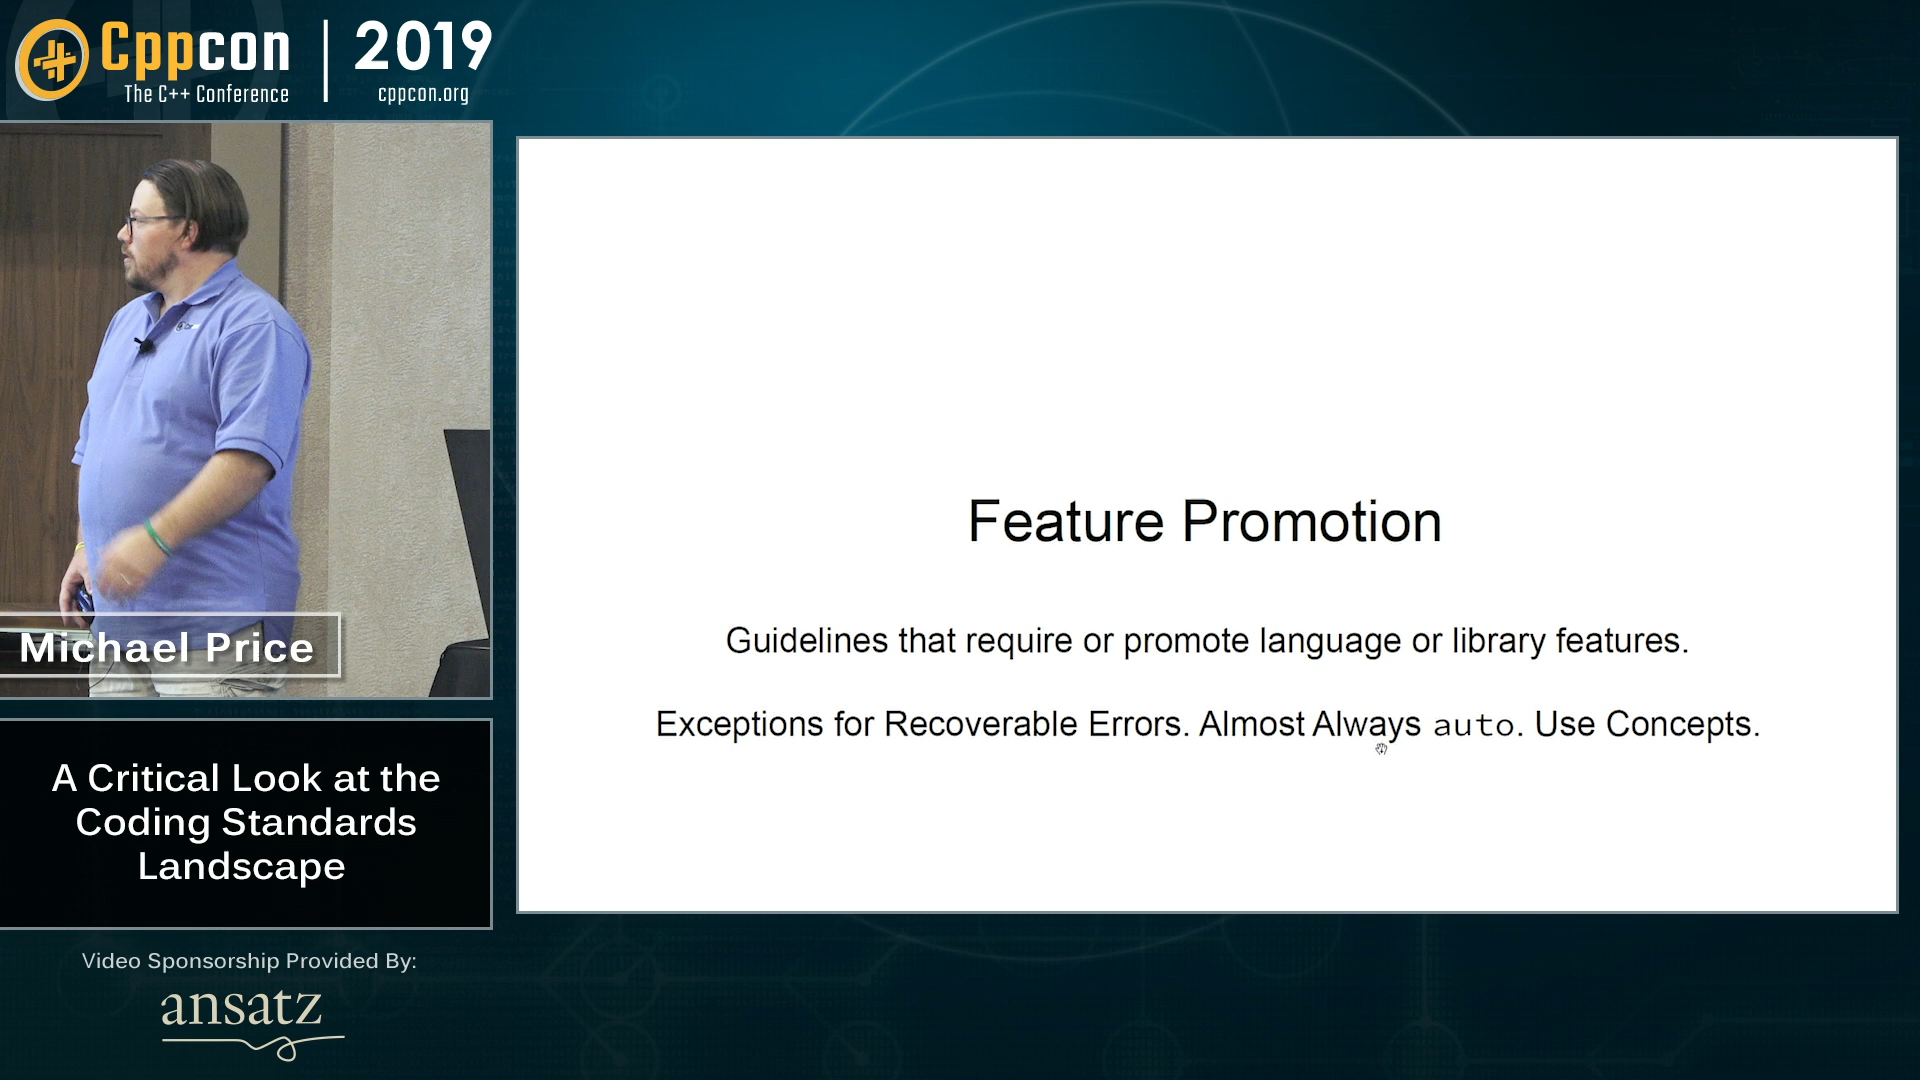 Cppcon
The C++ Conference
2019
cppcon.org
Michael Price
A Critical Look at the
Coding Standards
Landscape
Video Sponsorship Provided By:
ansatz
Feature Promotion
Guidelines that require or promote language or library features.
Exceptions for Recoverable Errors. Almost Always auto. Use Concepts.